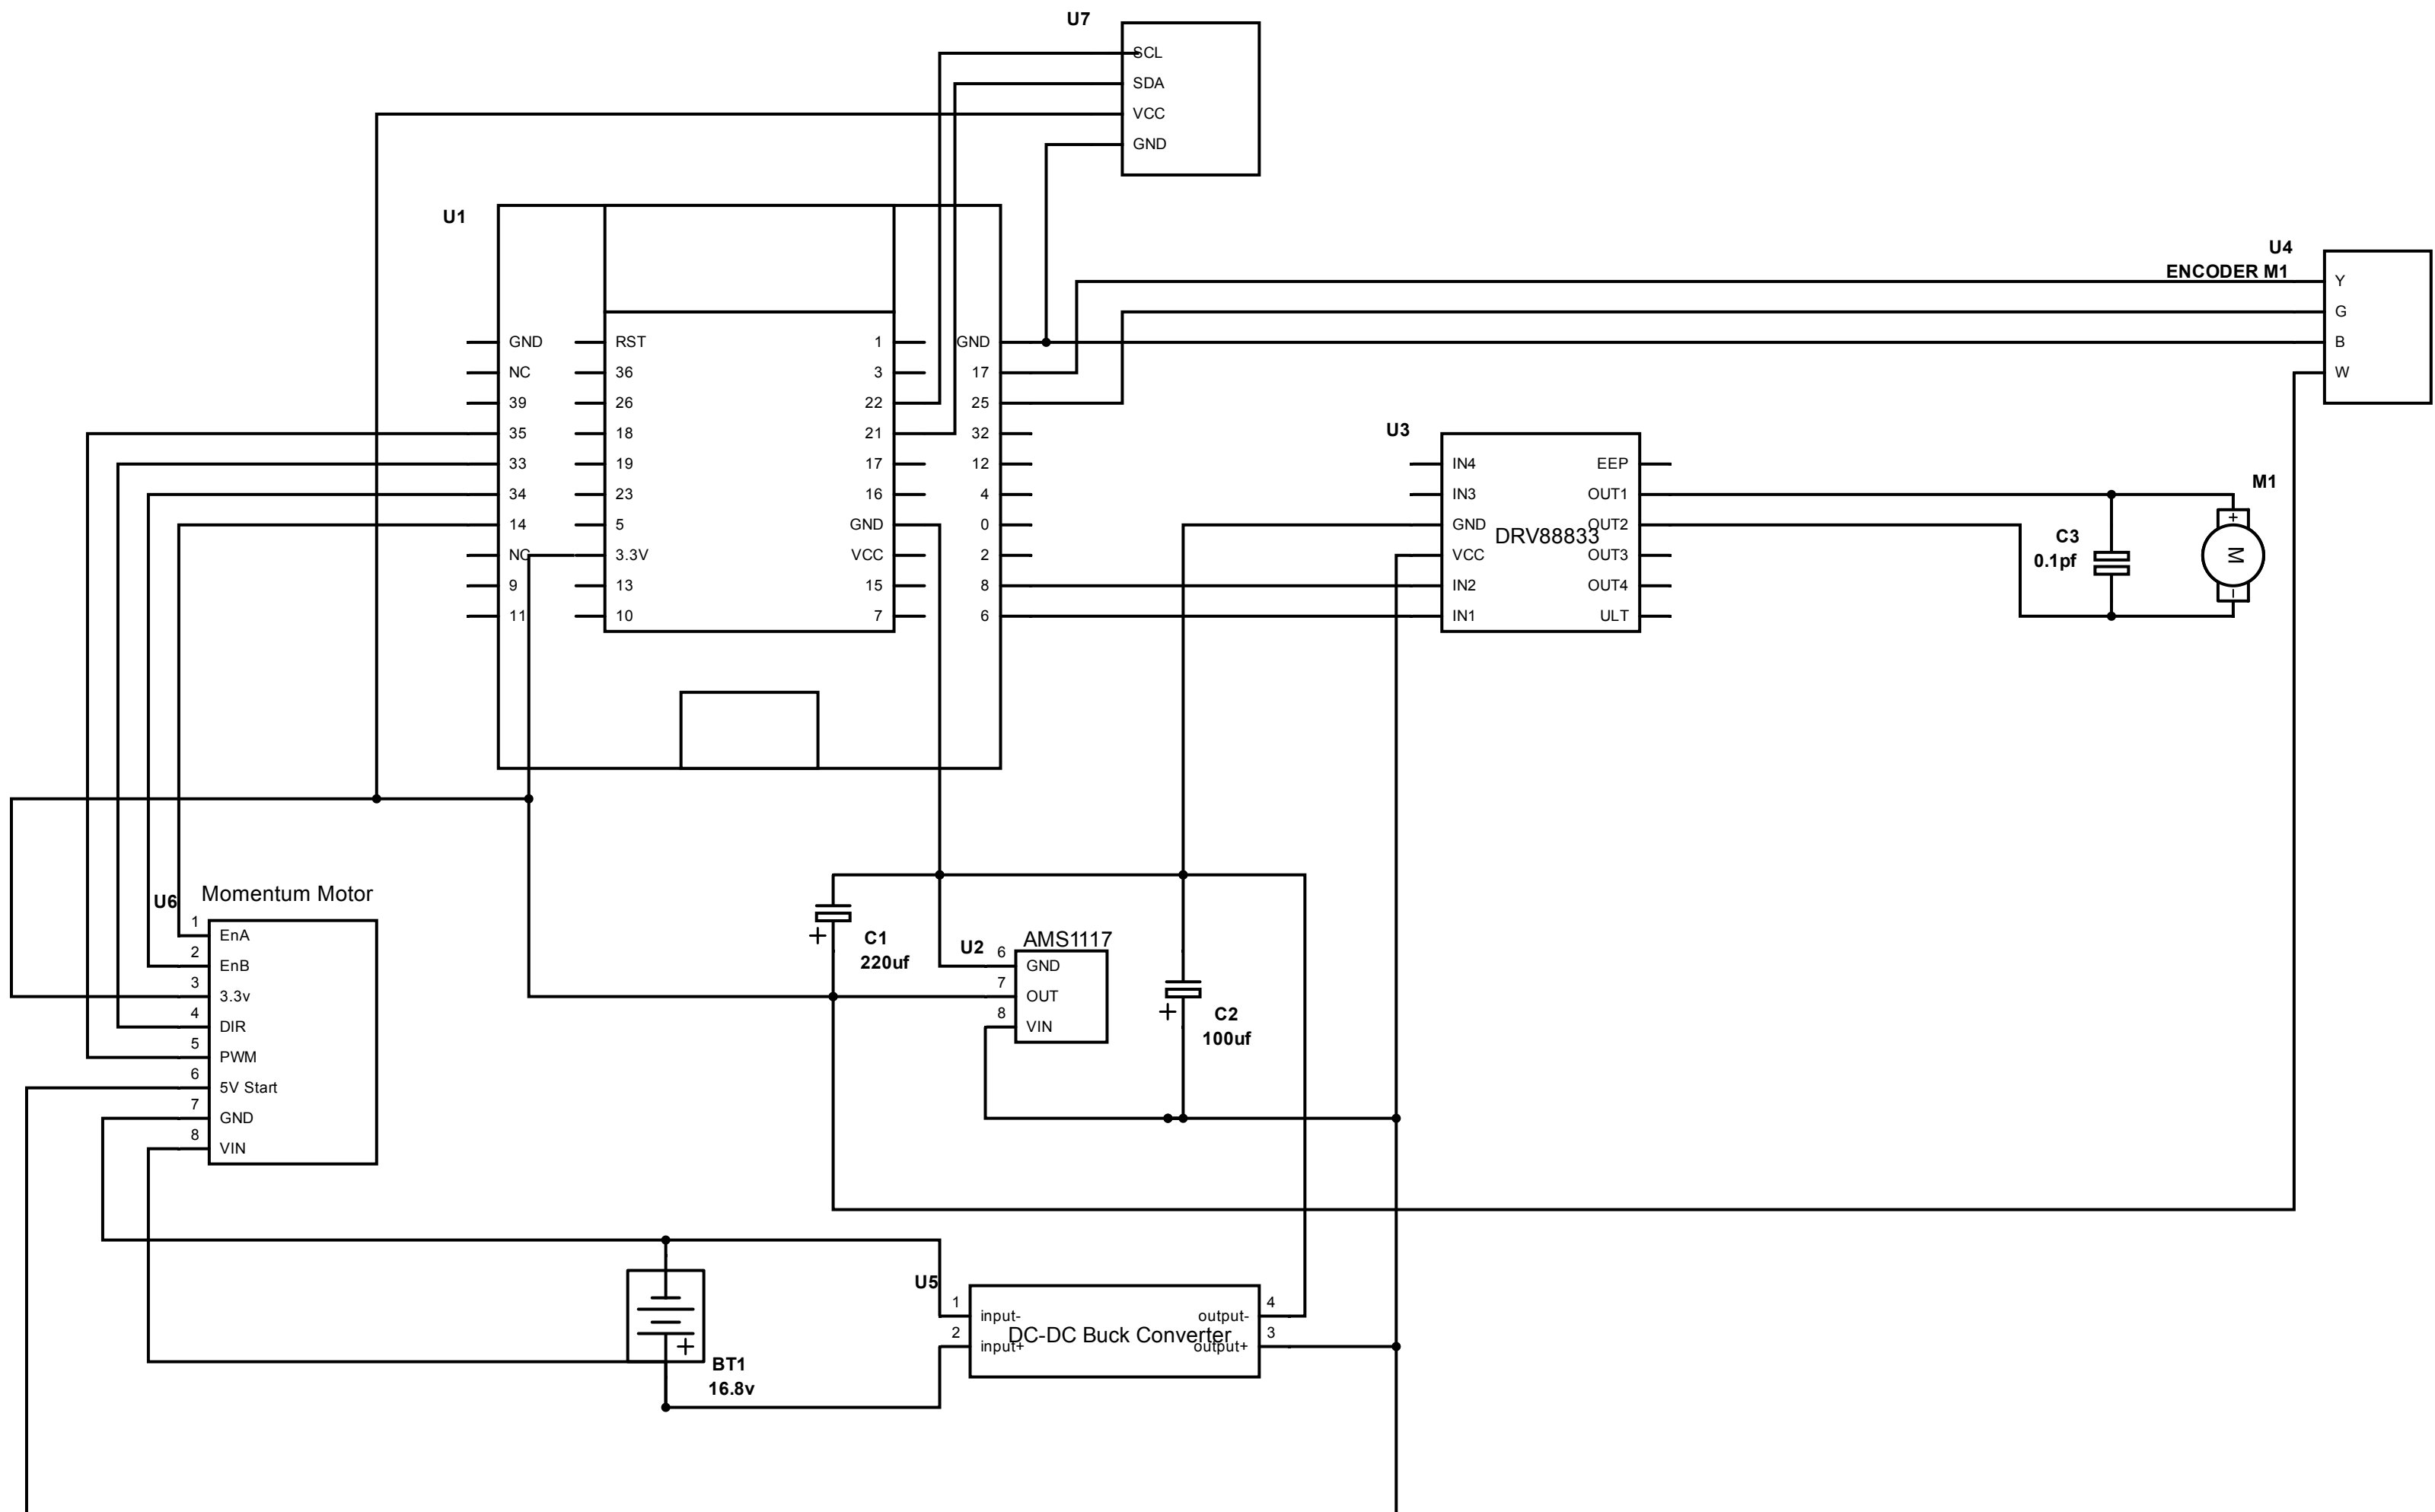 U7
SCL
SDA
VCC
GND
U1
GND
NC
39
35
33
34
14
NC
9
11
RST
36
26
18
19
23
5
3.3V
13
10
1
3
22
21
17
16
GND
VCC
15
7
GND
17
25
32
12
4
0
2
8
6
U4
ENCODER M1
Y
G
B
W
U3
IN4
IN3
GND
VCC
IN2
IN1
DRV88833
EEP
OUT1
OUT2
OUT3
OUT4
ULT
M1
+
M
−
C3
0.1pf
U6
Momentum Motor
1 EnA
2 EnB
3 3.3v
4 DIR
5 PWM
6 5V Start
7 GND
8 VIN
+
C1
220uf
U2
AMS1117
6 GND
7 OUT
8 VIN
+
C2
100uf
+
BT1
16.8v
U5
1 input-
2 input+
DC-DC Buck Converter
output- 4
output+ 3